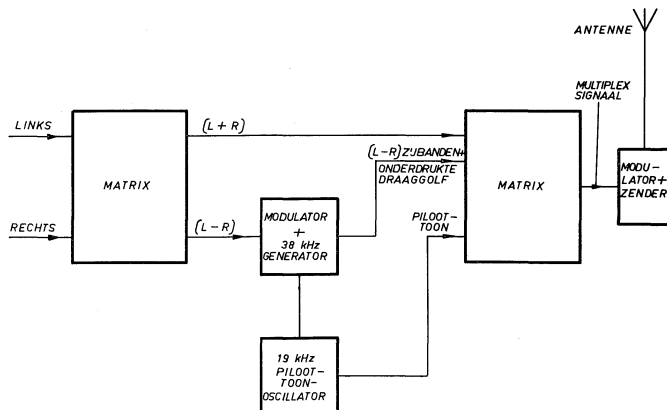 ANTENNE
LINKS
RECHTS
MATRIX
(L+R)
(L-R)
MODULATOR
+
38 kHz
GENERATOR
19 kHz
PILOOT-
TOON-
OSCILLATOR
(L-R) ZIJBANDEN+
ONDERDRUKTE
DRAAGGOLF
PILOOT-
TOON
MATRIX
MULTIPLEX
SIGNAAL
MODU-
LATOR+
ZENDER